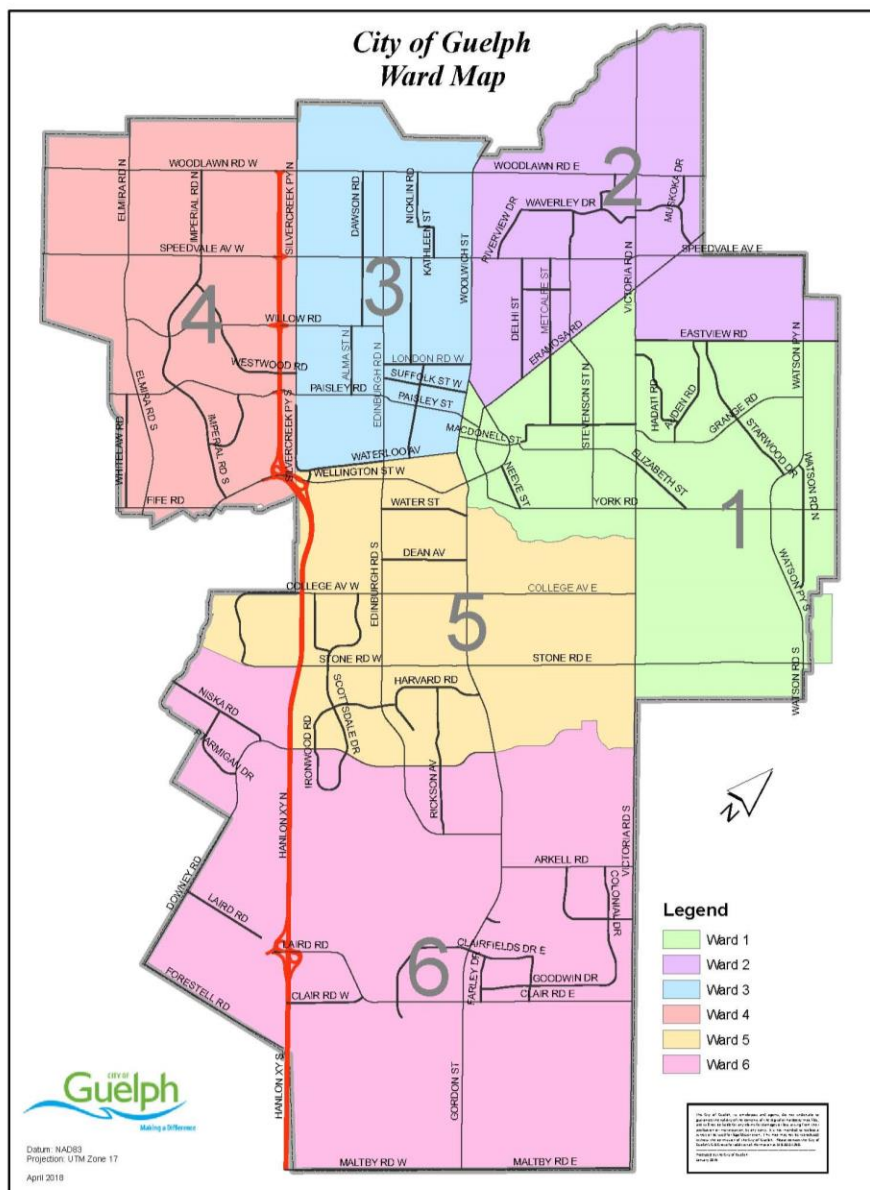 City of Guelph
Ward Map
WOODLAWN RD W
WOODLAWN RD E
ELMIRA RD N
IMPERIAL RD N
SILVERCREEK PY N
DAWSON RD
NICKLIN RD
KATHLEEN ST
WOOLWICH ST
RIVERVIEW DR
WAVERLEY DR
2
MUSKOKA DR
SPEEDVALE AV W
SPEEDVALE AV E
VICTORIA RD N
3
4
WILLOW RD
DELHI ST
METCALFE ST
ERAMOSA RD
EASTVIEW RD
WATSON PY N
WESTWOOD RD
ALMA ST N
EDINBURGH RD N
LONDON RD W
SUFFOLK ST W
PAISLEY RD
PAISLEY ST
STEVENSON ST N
HADATI RD
AUDEN RD
GRANGE RD
STARWOOD DR
ELMIRA RD S
IMPERIAL RD S
WHITELAW RD
SILVERCREEK PY S
MACDONELL ST
WATERLOO AV
WELLINGTON ST W
NEEVE ST
ELIZABETH ST
WATSON RD N
FIFE RD
WATER ST
YORK RD
1
DEAN AV
EDINBURGH RD S
COLLEGE AV W
COLLEGE AV E
WATSON PY S
5
STONE RD W
STONE RD E
WATSON RD S
NISKA RD
PTARMIGAN DR
SCOTTSDALE DR
HARVARD RD
IRONWOOD RD
RICKSON AV
HANLON XY N
VICTORIA RD S
DOWNEY RD
ARKELL RD
COLONIAL DR
LAIRD RD
LAIRD RD
CLAIRFIELDS DR E
6
FARLEY DR
GOODWIN DR
FORESTELL RD
CLAIR RD W
CLAIR RD E
HANLON XY S
GORDON ST
MALTBY RD W
MALTBY RD E
N
Legend
Ward 1
Ward 2
Ward 3
Ward 4
Ward 5
Ward 6
CITY OF
Guelph
Making a Difference
Datum: NAD83
Projection: UTM Zone 17
April 2018